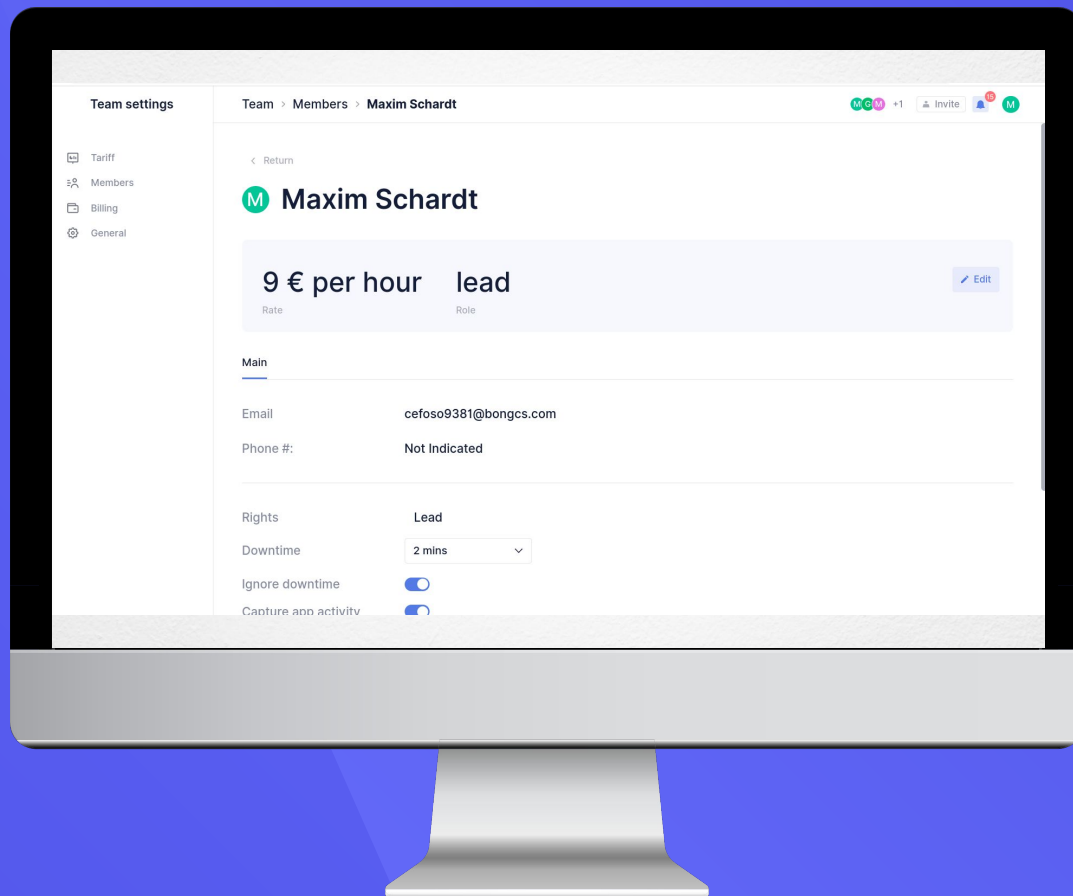 Team settings
Team > Members > Maxim Schardt
M G M +1 Invite 15 M
Tariff
Members
Billing
General
< Return
M Maxim Schardt
9 € per hour lead
Rate Role
Edit
Main
Email cefoso9381@bongcs.com
Phone #: Not Indicated
Rights Lead
Downtime 2 mins
Ignore downtime
Capture app activity